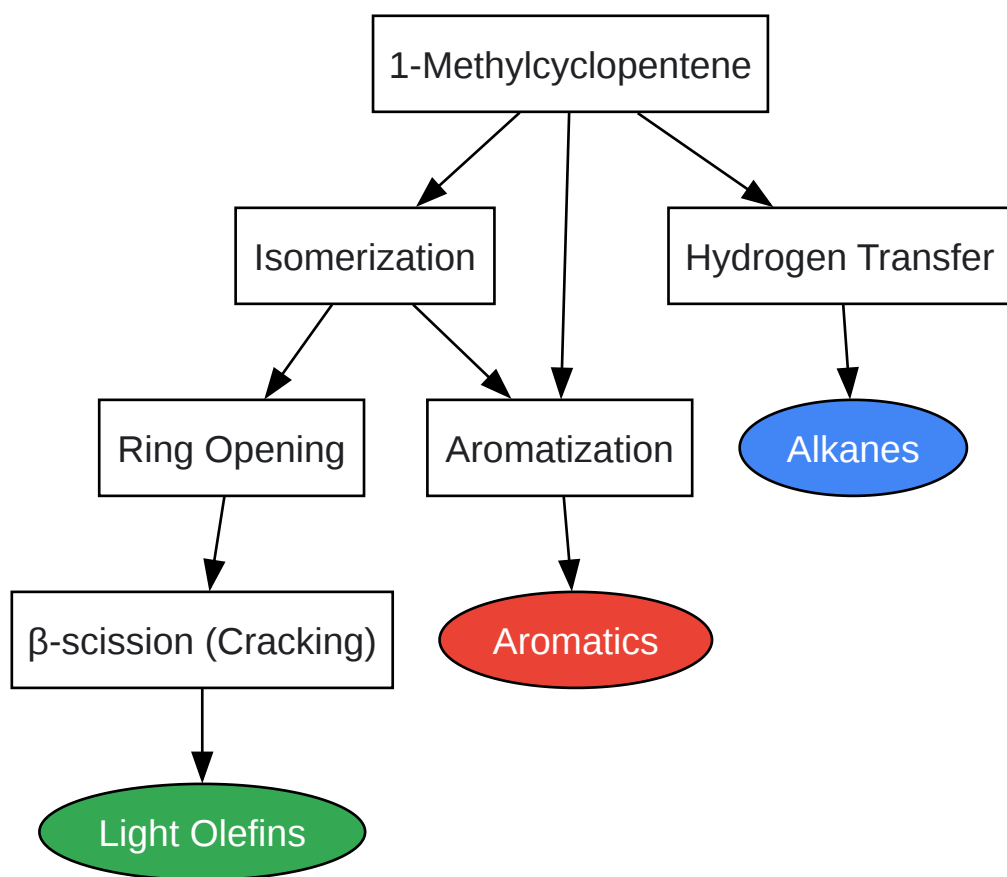 1-Methylcyclopentene
Isomerization
Hydrogen Transfer
Ring Opening
Aromatization
Alkanes
β-scission (Cracking)
Aromatics
Light Olefins